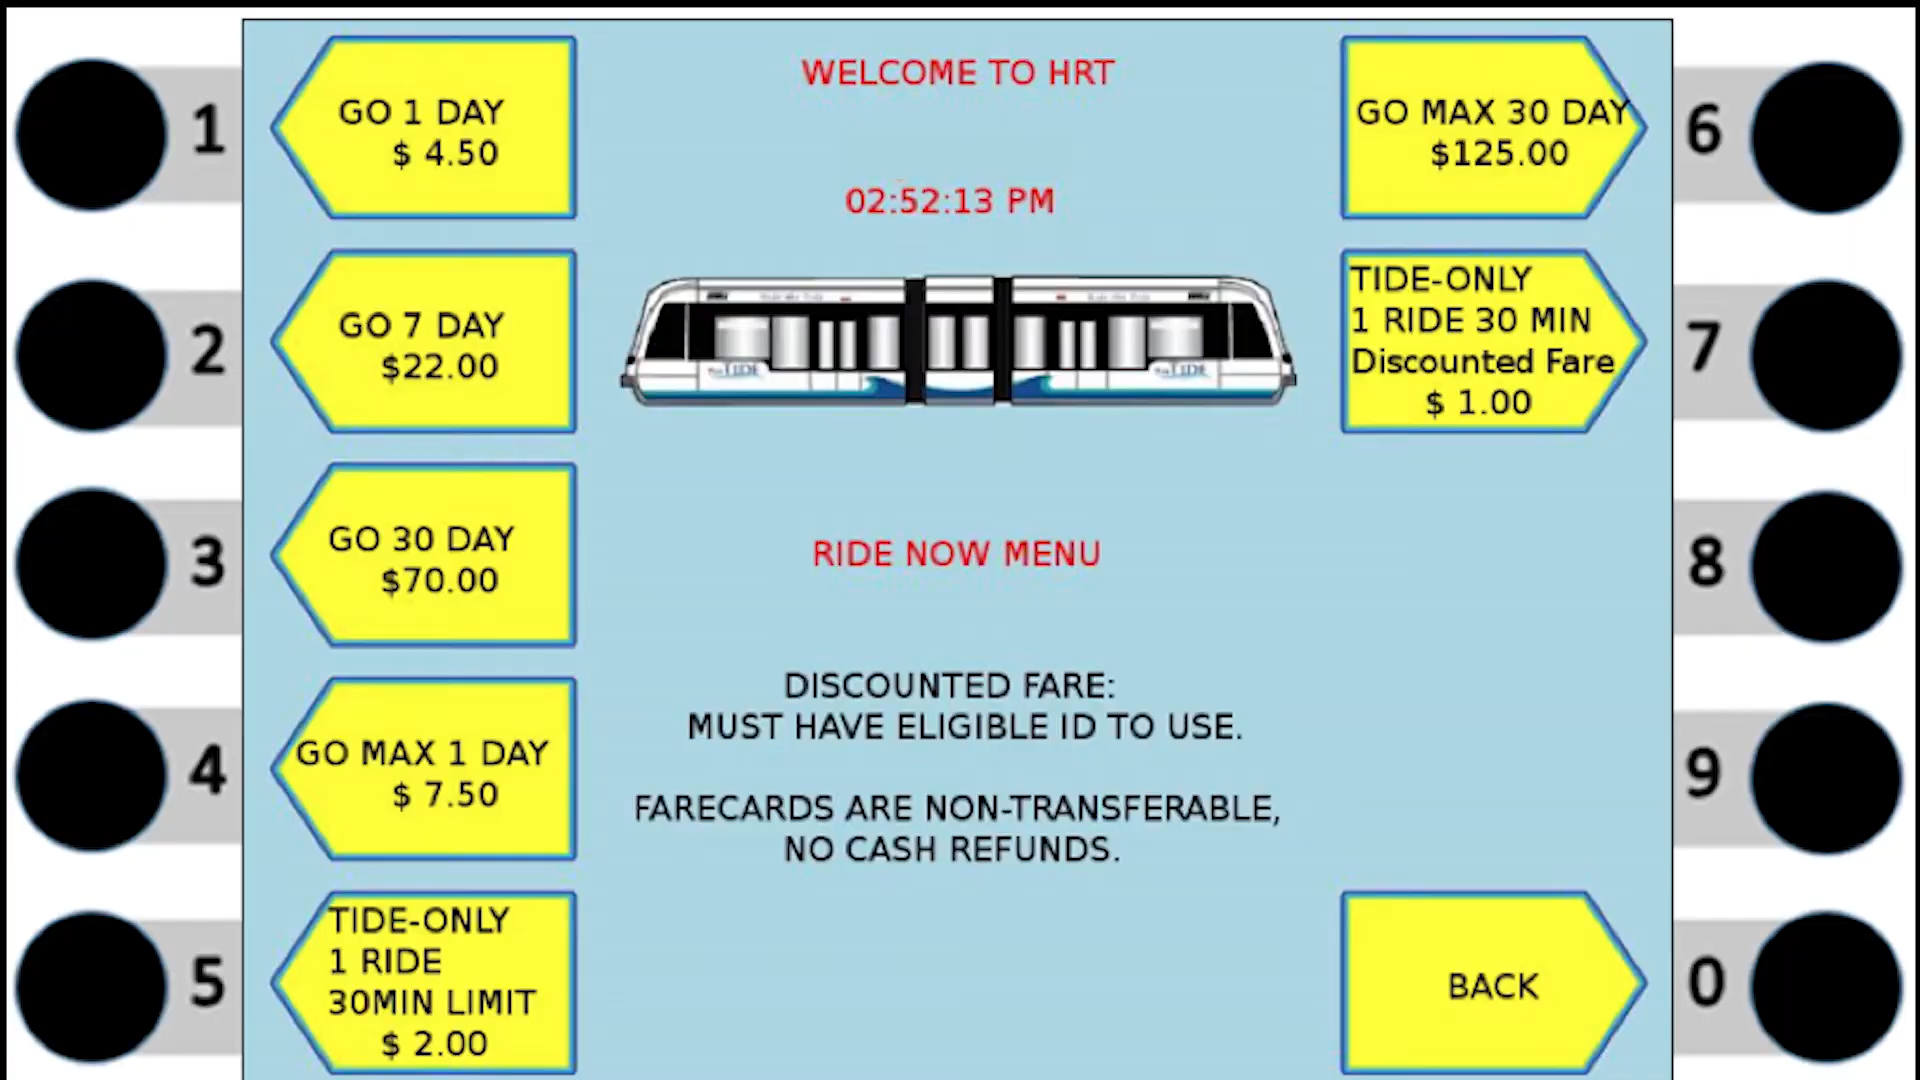 WELCOME TO HRT
02:52:13 PM
1
GO 1 DAY
$ 4.50
2
GO 7 DAY
$22.00
3
GO 30 DAY
$70.00
4
GO MAX 1 DAY
$ 7.50
5
TIDE-ONLY
1 RIDE
30MIN LIMIT
$ 2.00
TIDE
TIDE
RIDE NOW MENU
DISCOUNTED FARE:
MUST HAVE ELIGIBLE ID TO USE.
FARECARDS ARE NON-TRANSFERABLE,
NO CASH REFUNDS.
GO MAX 30 DAY
$125.00
6
TIDE-ONLY
1 RIDE 30 MIN
Discounted Fare
$ 1.00
7
8
9
BACK
0